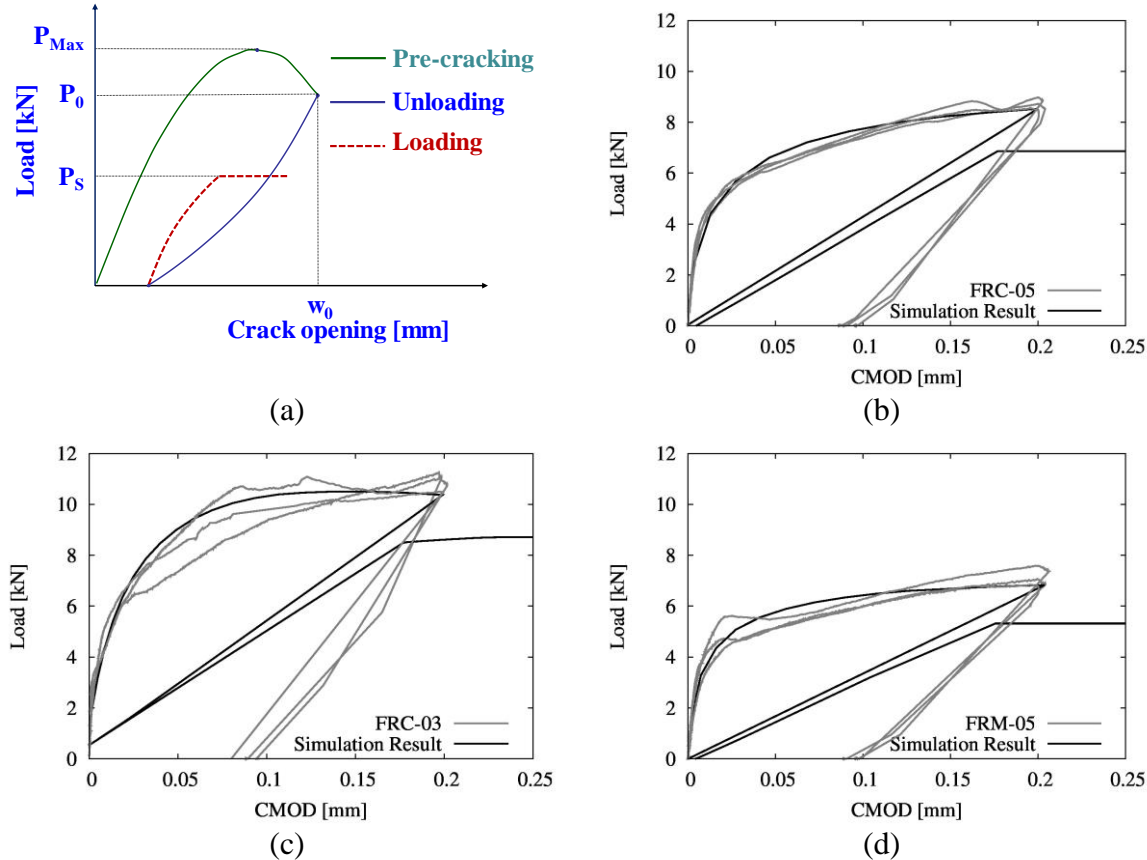 P_Max
P_0
P_S
Load [kN]
Pre-cracking
Unloading
Loading
w_0
Crack opening [mm]
(a)
12
10
8
6
4
2
0
Load [kN]
FRC-05
Simulation Result
0 0.05 0.1 0.15 0.2 0.25
CMOD [mm]
(b)
12
10
8
6
4
2
0
Load [kN]
FRC-03
Simulation Result
0 0.05 0.1 0.15 0.2 0.25
CMOD [mm]
(c)
12
10
8
6
4
2
0
Load [kN]
FRM-05
Simulation Result
0 0.05 0.1 0.15 0.2 0.25
CMOD [mm]
(d)